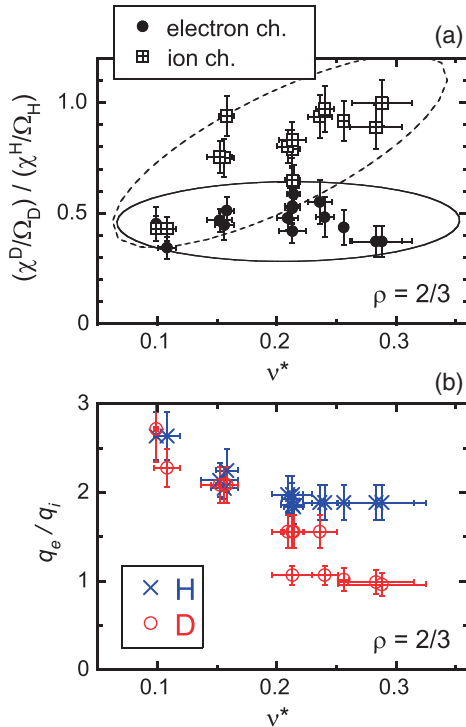 electron ch.
ion ch.
(a)
(χ^D/Ω_D) / (χ^H/Ω_H)
1.0
0.5
0
ρ = 2/3
0.1 0.2 0.3
ν*
(b)
q_e / q_i
3
2
1
0
H
D
ρ = 2/3
0.1 0.2 0.3
ν*